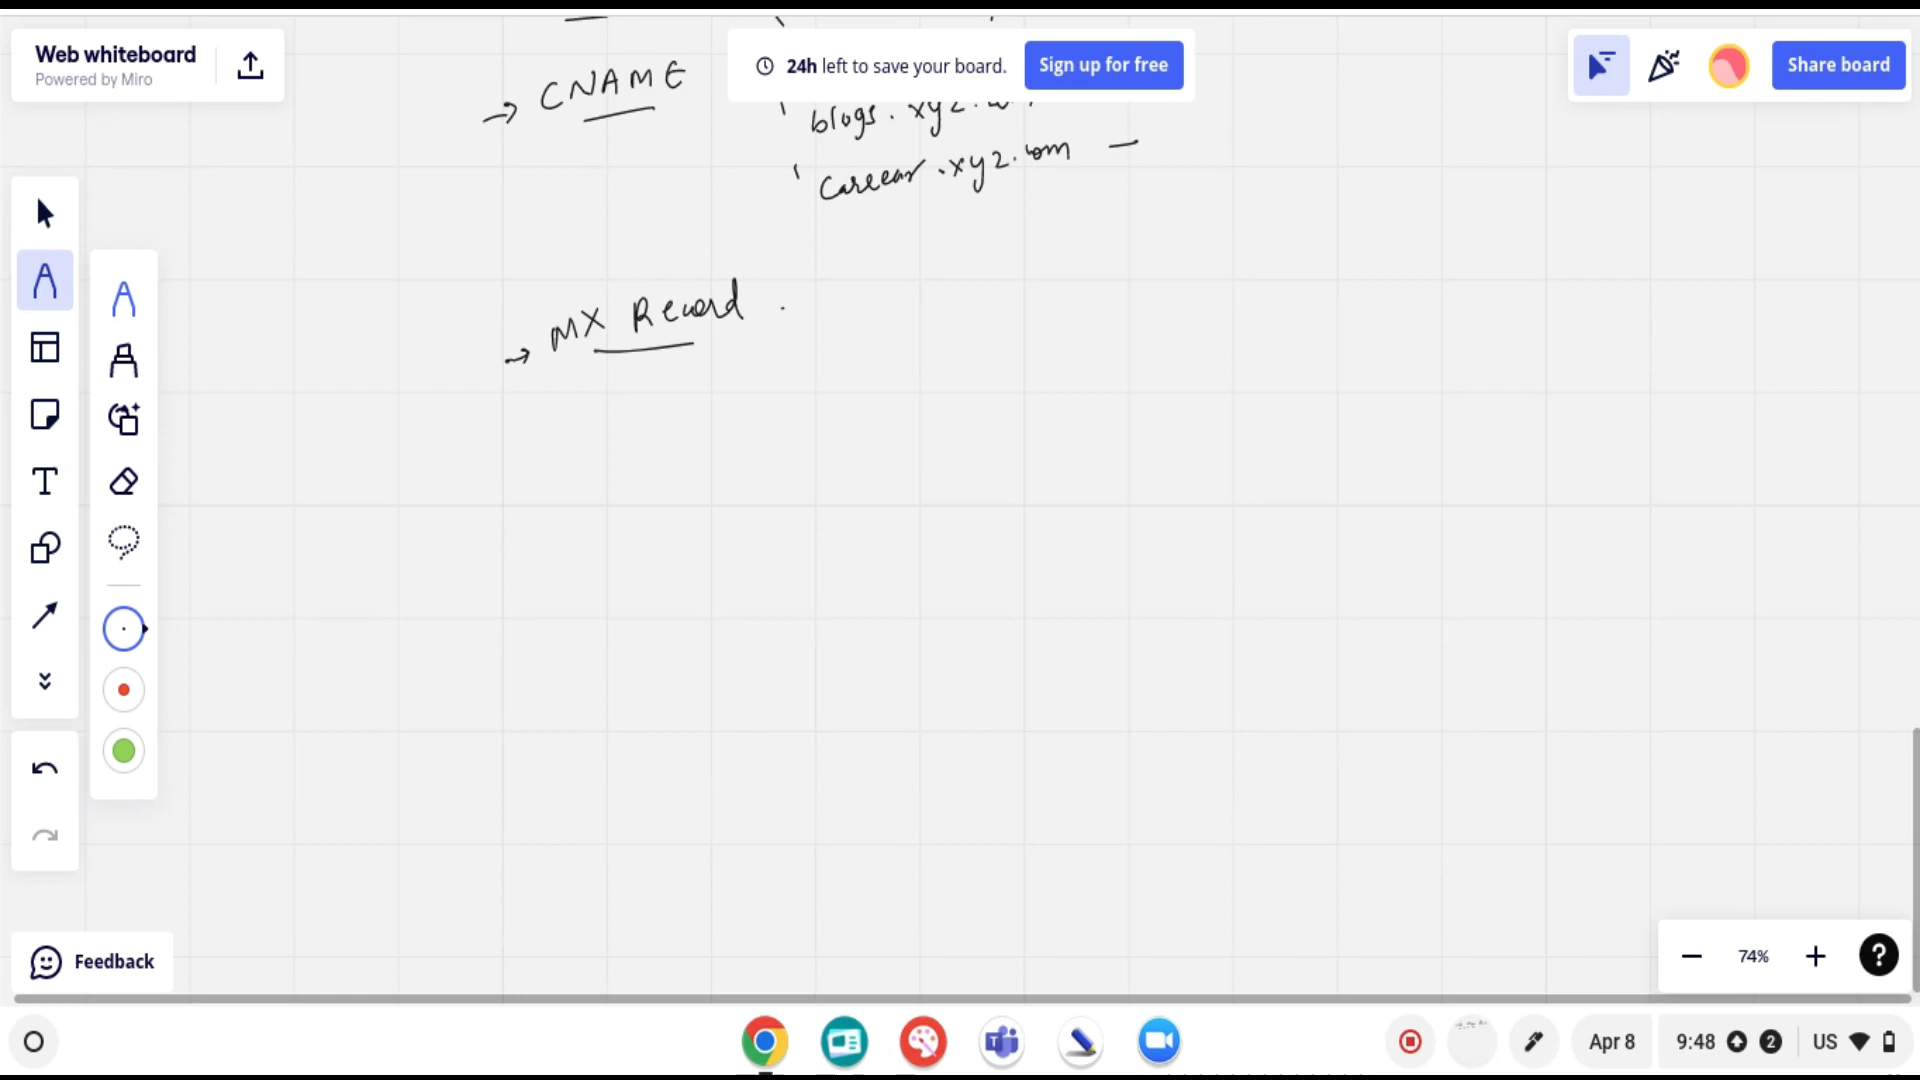 Web whiteboard
Powered by Miro
24h left to save your board.
Sign up for free
Share board
→ CNAME
blogs.xyz.
career.xyz.com —
→ MX Record .
T
Feedback
— 74% + ?
Apr 8
9:48
2
US